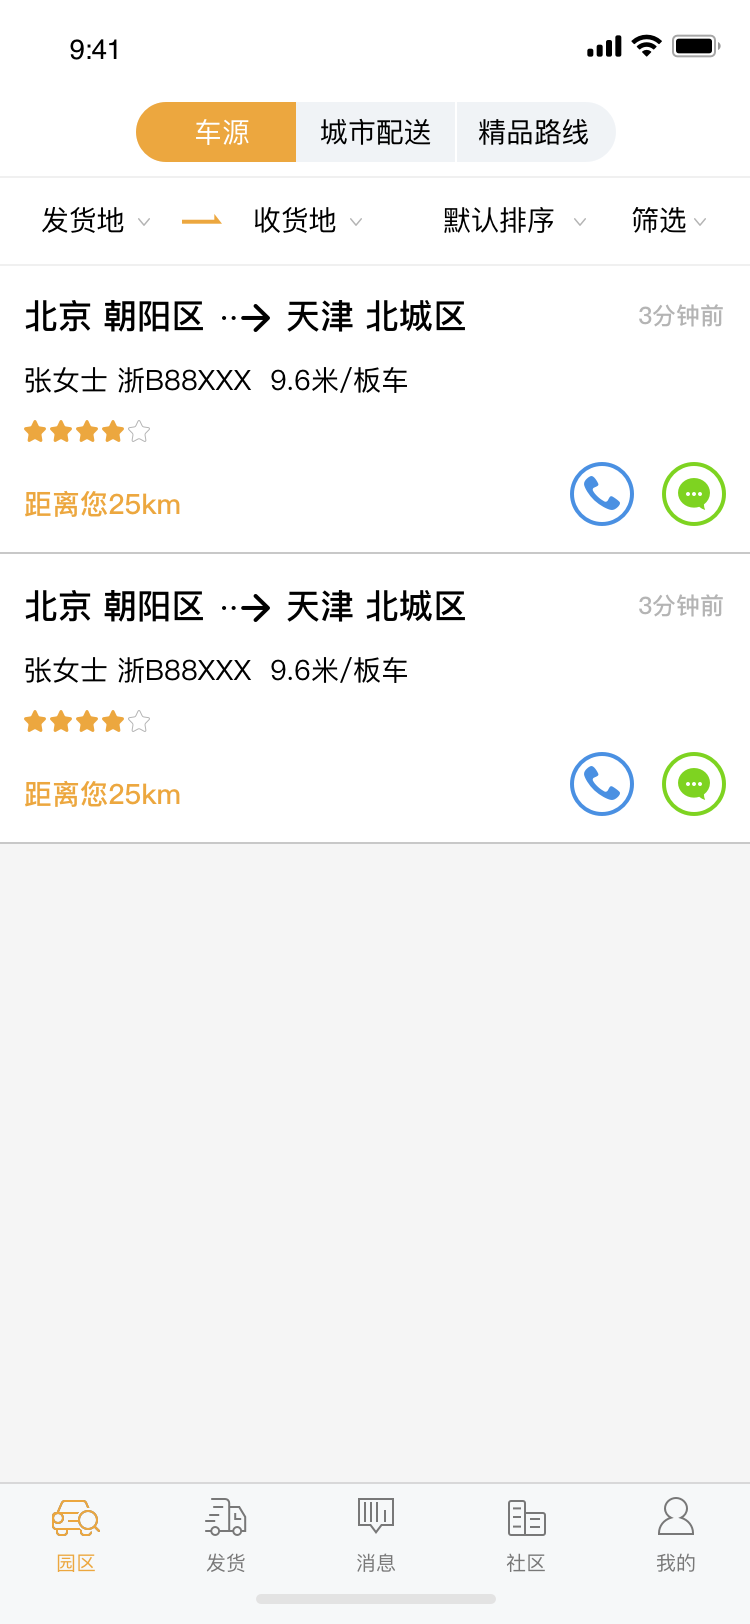 9:41
车源 城市配送 精品路线
发货地 收货地 默认排序 筛选
北京 朝阳区 天津 北城区 3分钟前
张女士 浙B88XXX 9.6米/板车
距离您25km
北京 朝阳区 天津 北城区 3分钟前
张女士 浙B88XXX 9.6米/板车
距离您25km
园区 发货 消息 社区 我的